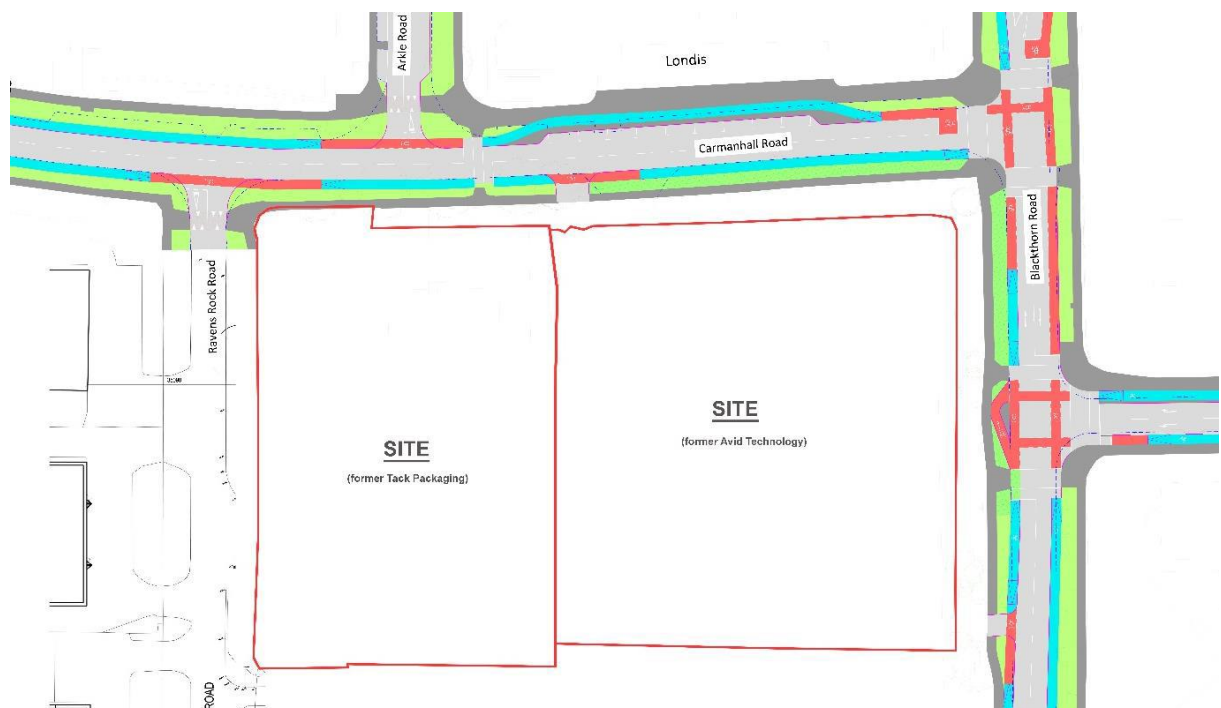 Arkle Road
Londis
Carmanhall Road
Blackthorn Road
Ravens Rock Road
SITE
(former Avid Technology)
SITE
(former Tack Packaging)
ROAD